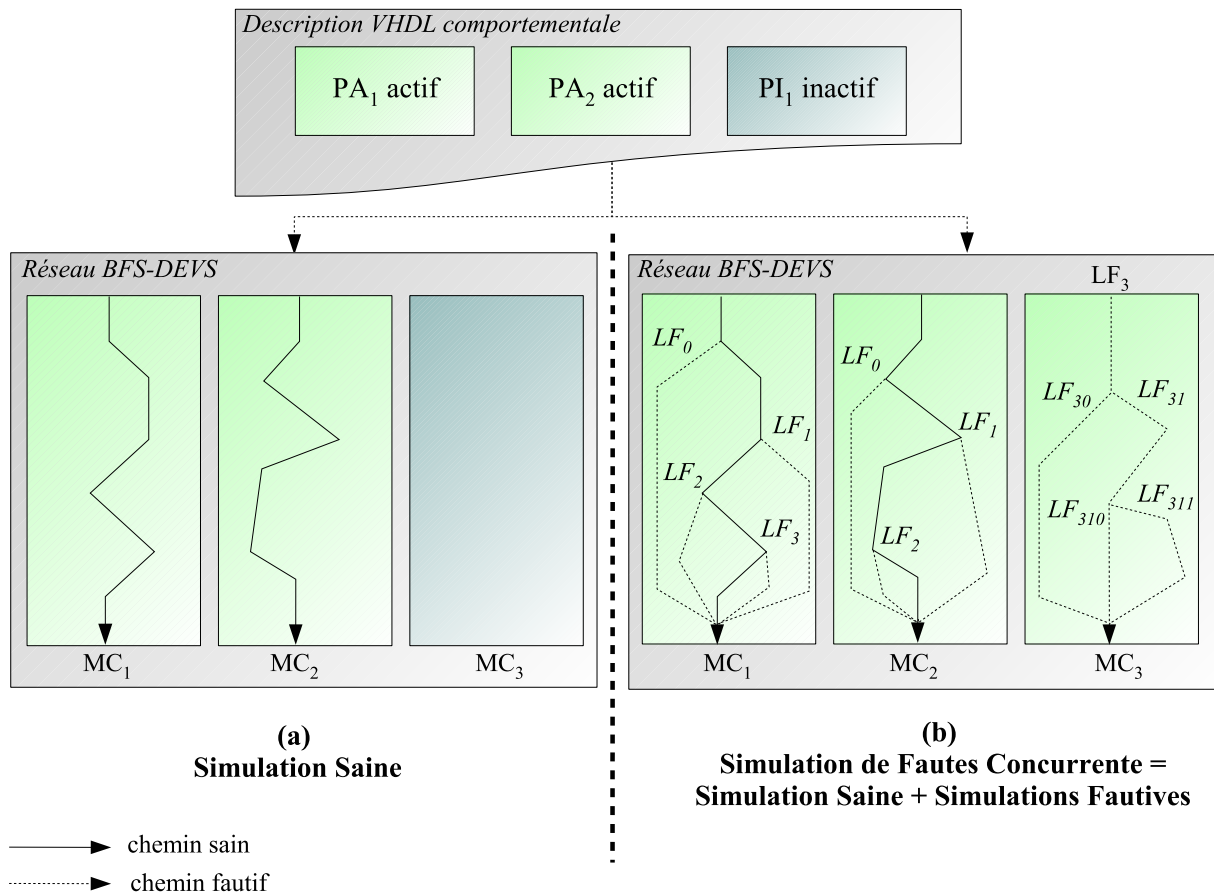 Description VHDL comportementale
PA₁ actif
PA₂ actif
PI₁ inactif
Réseau BFS-DEVS
MC₁
MC₂
MC₃
(a)
Simulation Saine
Réseau BFS-DEVS
LF₀
LF₁
LF₂
LF₃
MC₁
LF₀
LF₁
LF₂
MC₂
LF₃
LF₃₀
LF₃₁
LF₃₁₀
LF₃₁₁
MC₃
(b)
Simulation de Fautes Concurrente =
Simulation Saine + Simulations Fautives
chemin sain
chemin fautif